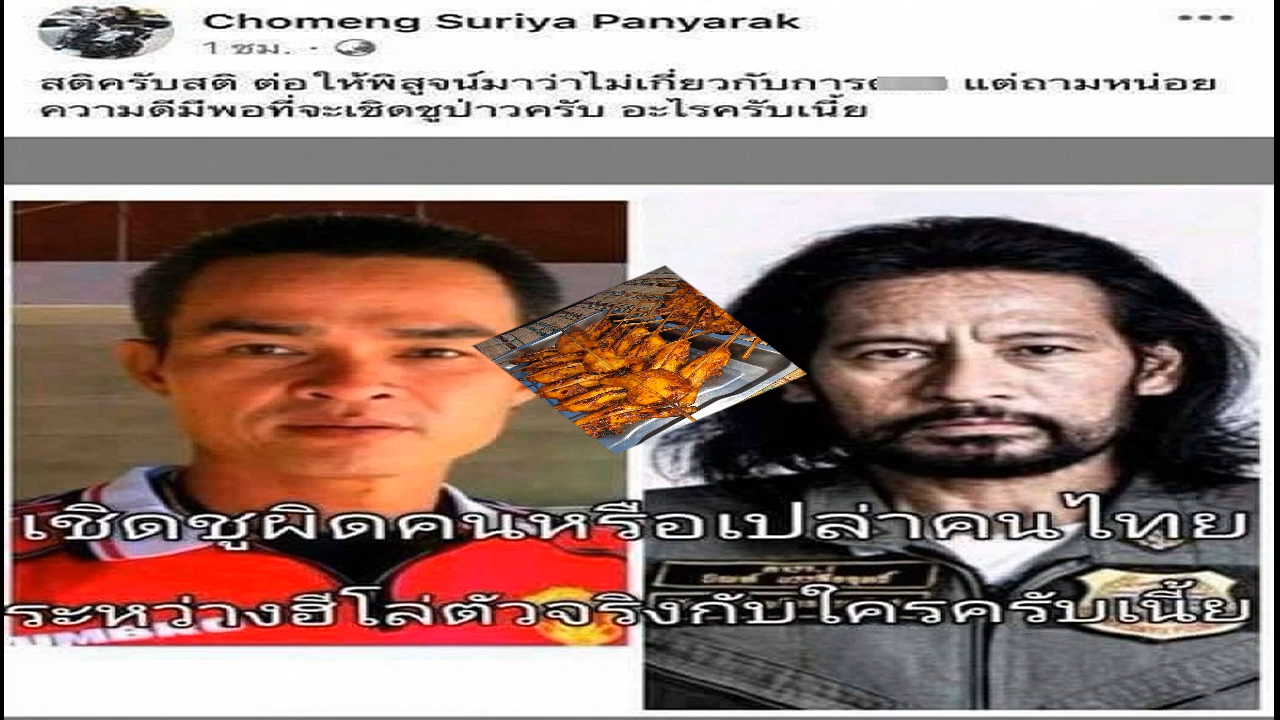 Chomeng Suriya Panyarak
1 ชม.
สติครับสติ ต่อให้พิสูจน์มาว่าไม่เกี่ยวกับการ แต่ถามหน่อย
ความดีมีพอที่จะเชิดชูป่าวครับ อะไรครับเนี้ย
เชิดชูผิดคนหรือเปล่าคนไทย
ระหว่างฮีโล่ตัวจริงกับใครครับเนี้ย
UMBRO